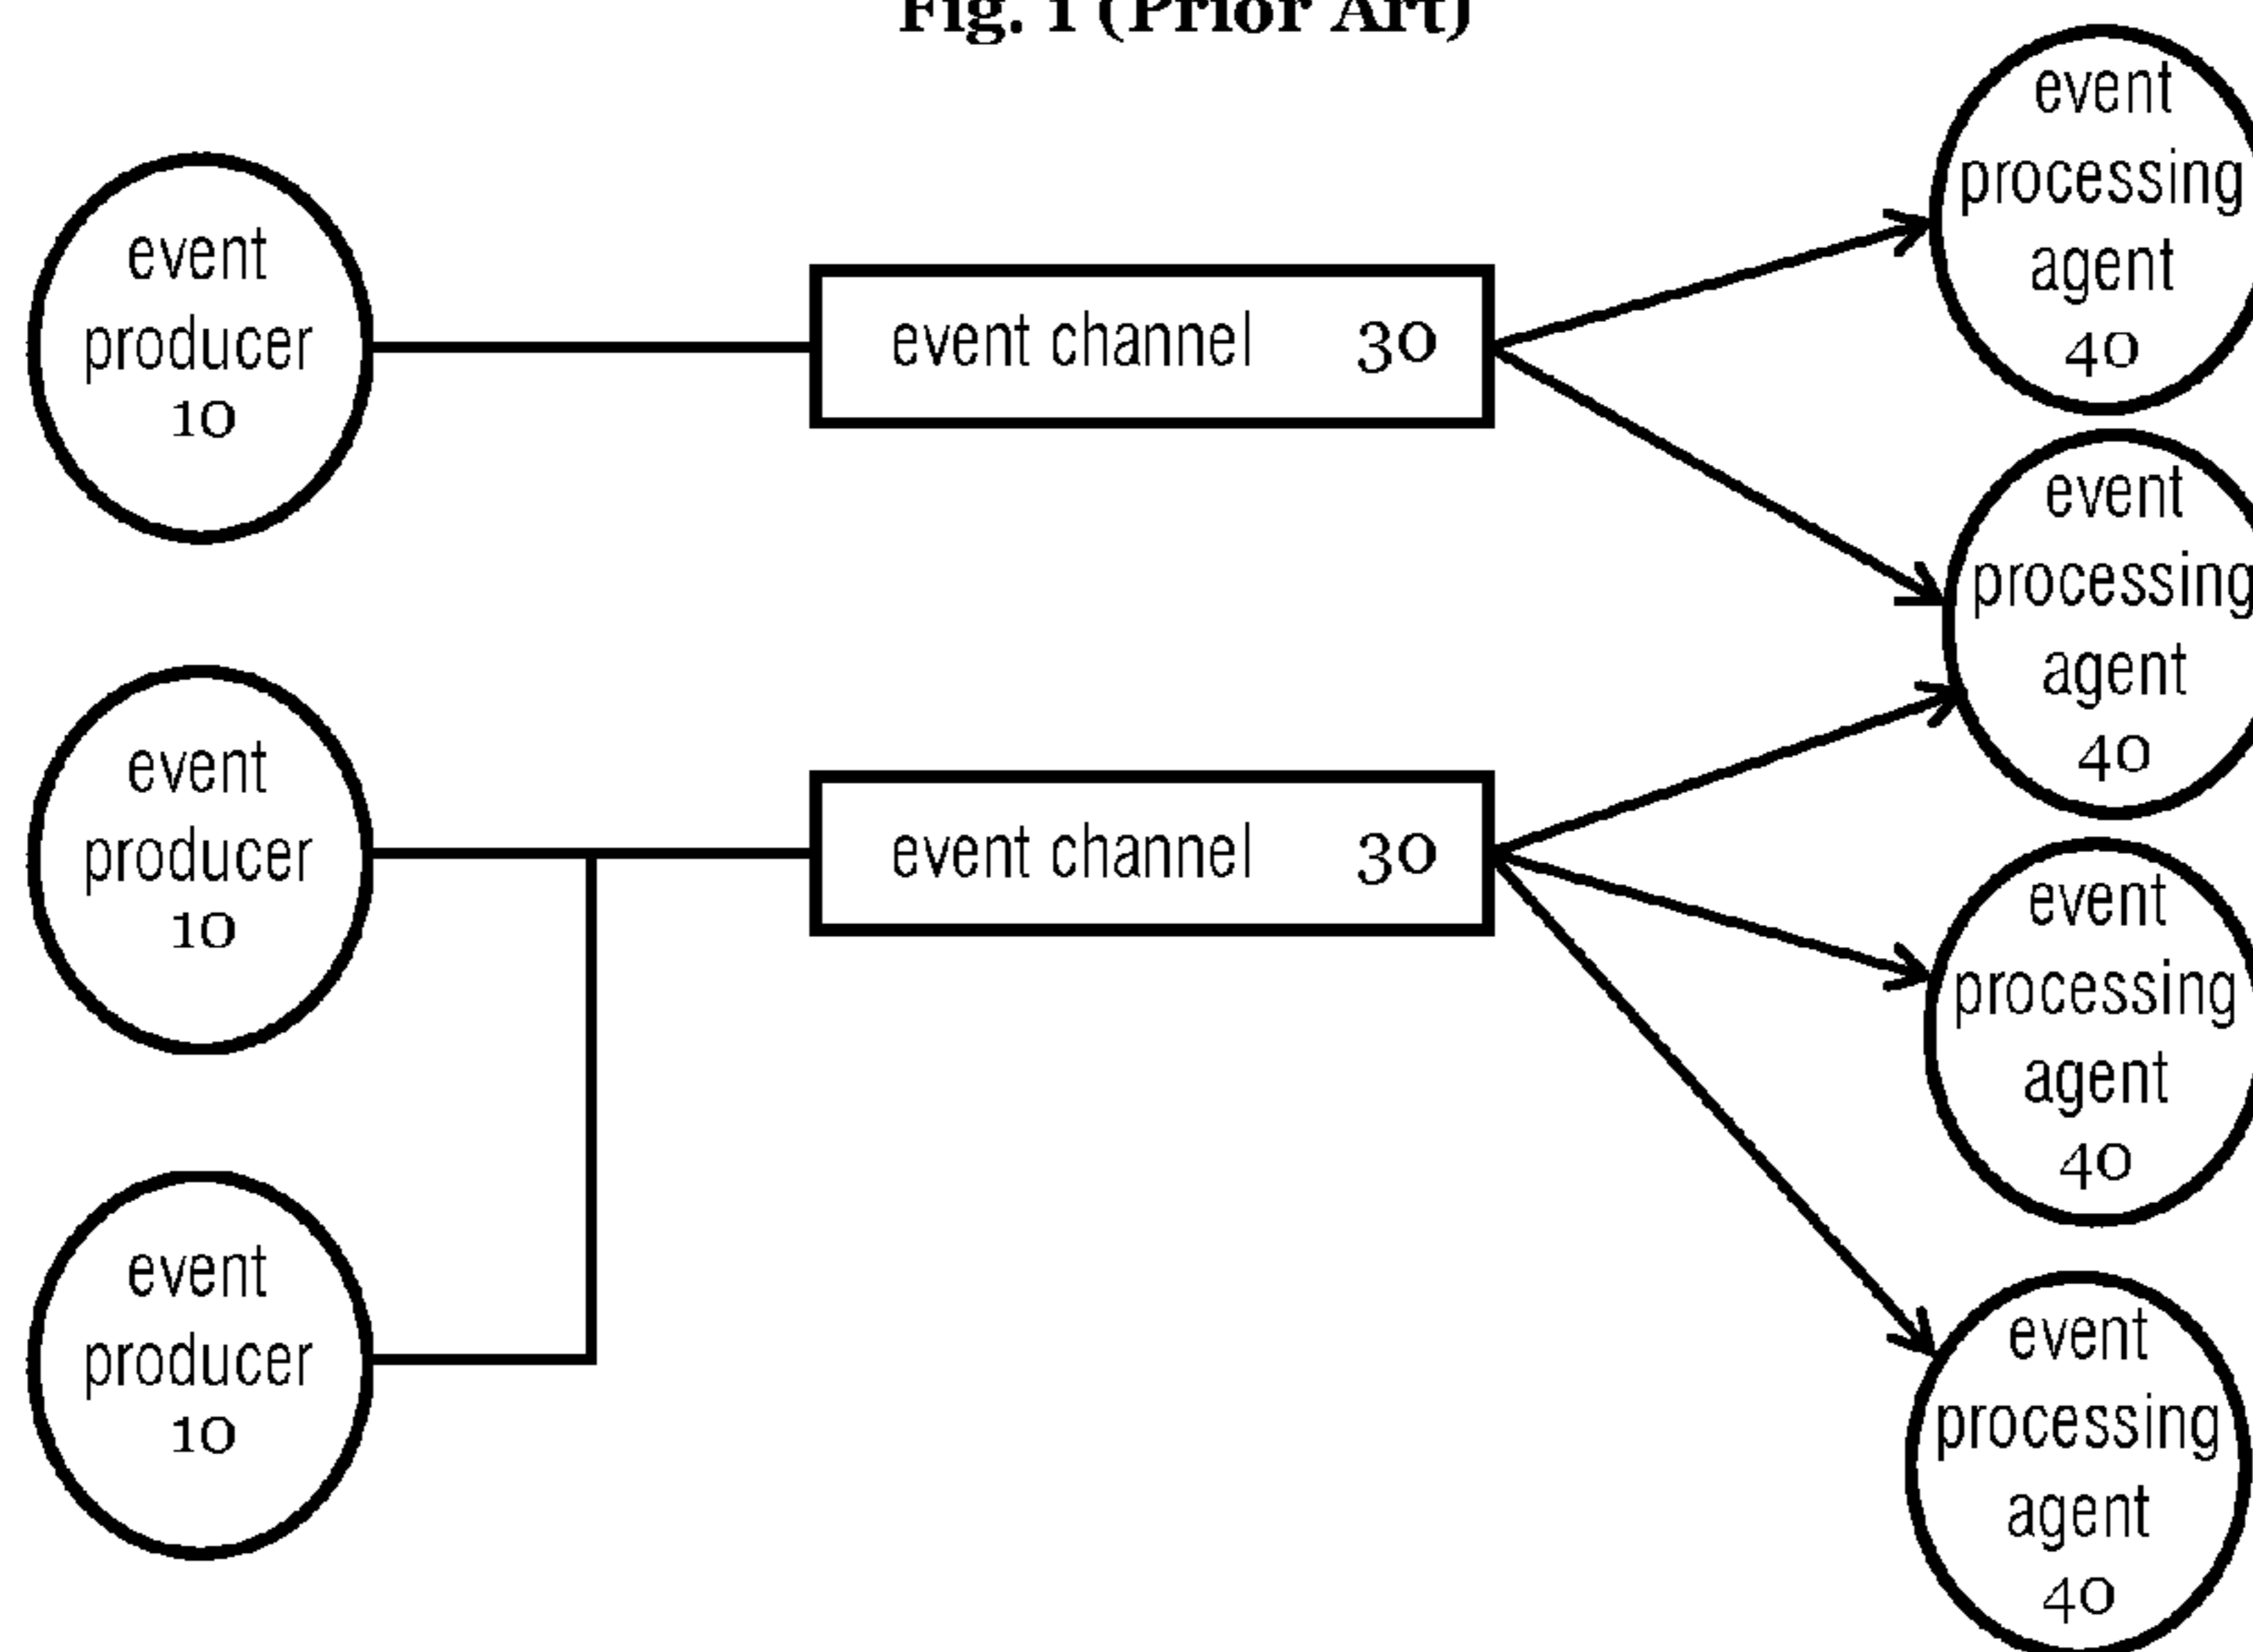 Fig. 1 (Prior Art)
event
producer
10
event channel 30
event
processing
agent
40
event
processing
agent
40
event
producer
10
event channel 30
event
processing
agent
40
event
producer
10
event
processing
agent
40